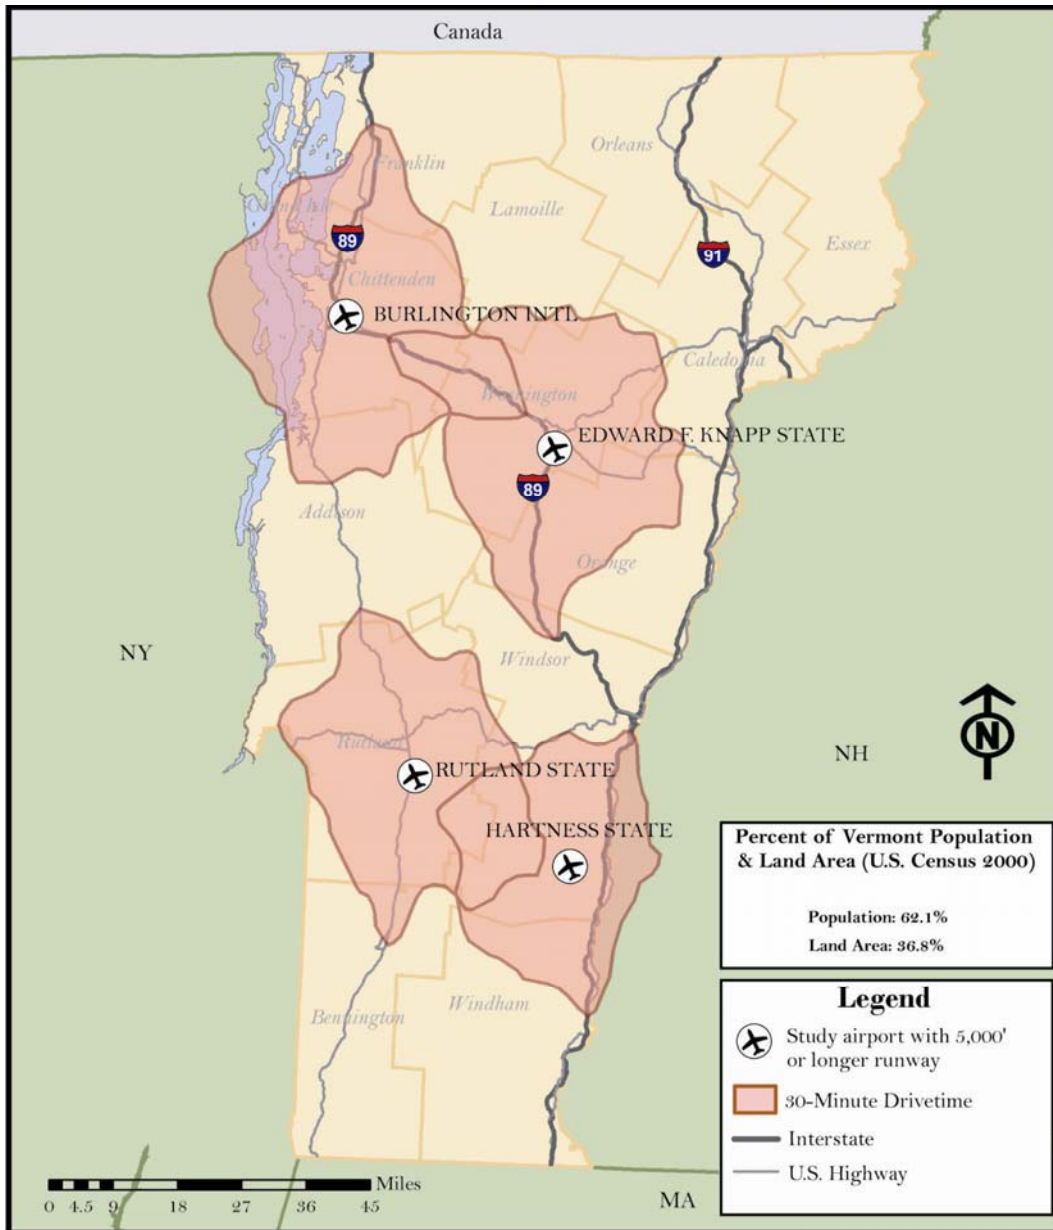 Canada
Orleans
Franklin
Lamoille
Grand Isle
89
91
Essex
Chittenden
BURLINGTON INTL
Caledonia
Washington
EDWARD F. KNAPP STATE
89
Addison
Orange
NY
Windsor
Rutland
NH
RUTLAND STATE
HARTNESS STATE
N
Percent of Vermont Population
& Land Area (U.S. Census 2000)
Population: 62.1%
Land Area: 36.8%
Bennington
Windham
Legend
Study airport with 5,000'
or longer runway
30-Minute Drivetime
Interstate
U.S. Highway
Miles
0 4.5 9 18 27 36 45
MA